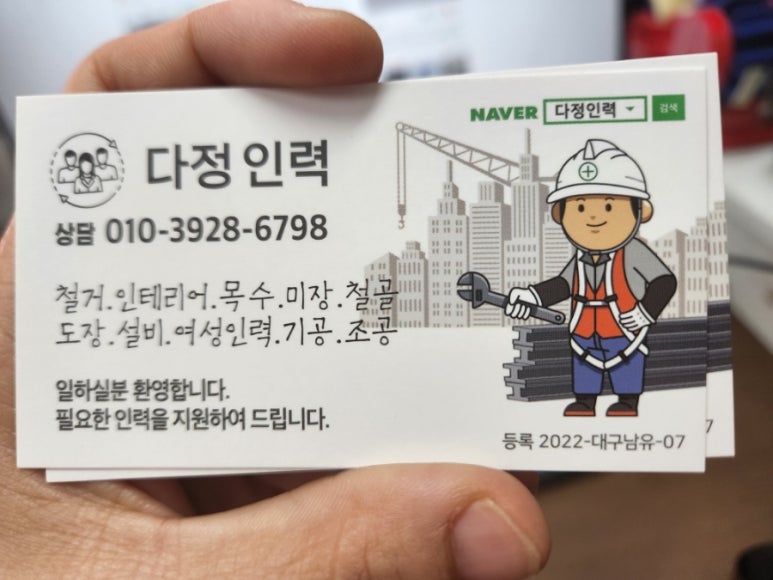 NAVER 다정인력 검색
다정인력
상담 010-3928-6798
철거.인테리어.목수.미장.철골
도장.설비.여성인력.기공.조공
일하실분 환영합니다.
필요한 인력을 지원하여 드립니다.
등록 2022-대구남유-07
7